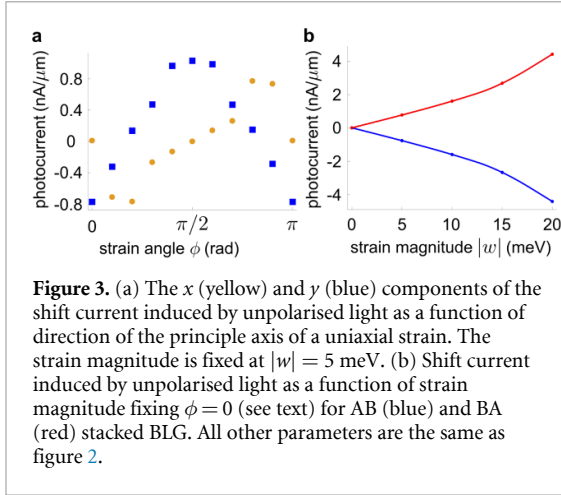 a
b
photocurrent (nA/μm)
0.8
0.4
0
-0.4
-0.8
0
π/2
π
strain angle ϕ (rad)
photocurrent (nA/μm)
4
2
0
-2
-4
0
5
10
15
20
strain magnitude |w| (meV)
Figure 3. (a) The x (yellow) and y (blue) components of the
shift current induced by unpolarised light as a function of
direction of the principle axis of a uniaxial strain. The
strain magnitude is fixed at |w| = 5 meV. (b) Shift current
induced by unpolarised light as a function of strain
magnitude fixing ϕ = 0 (see text) for AB (blue) and BA
(red) stacked BLG. All other parameters are the same as
figure 2.